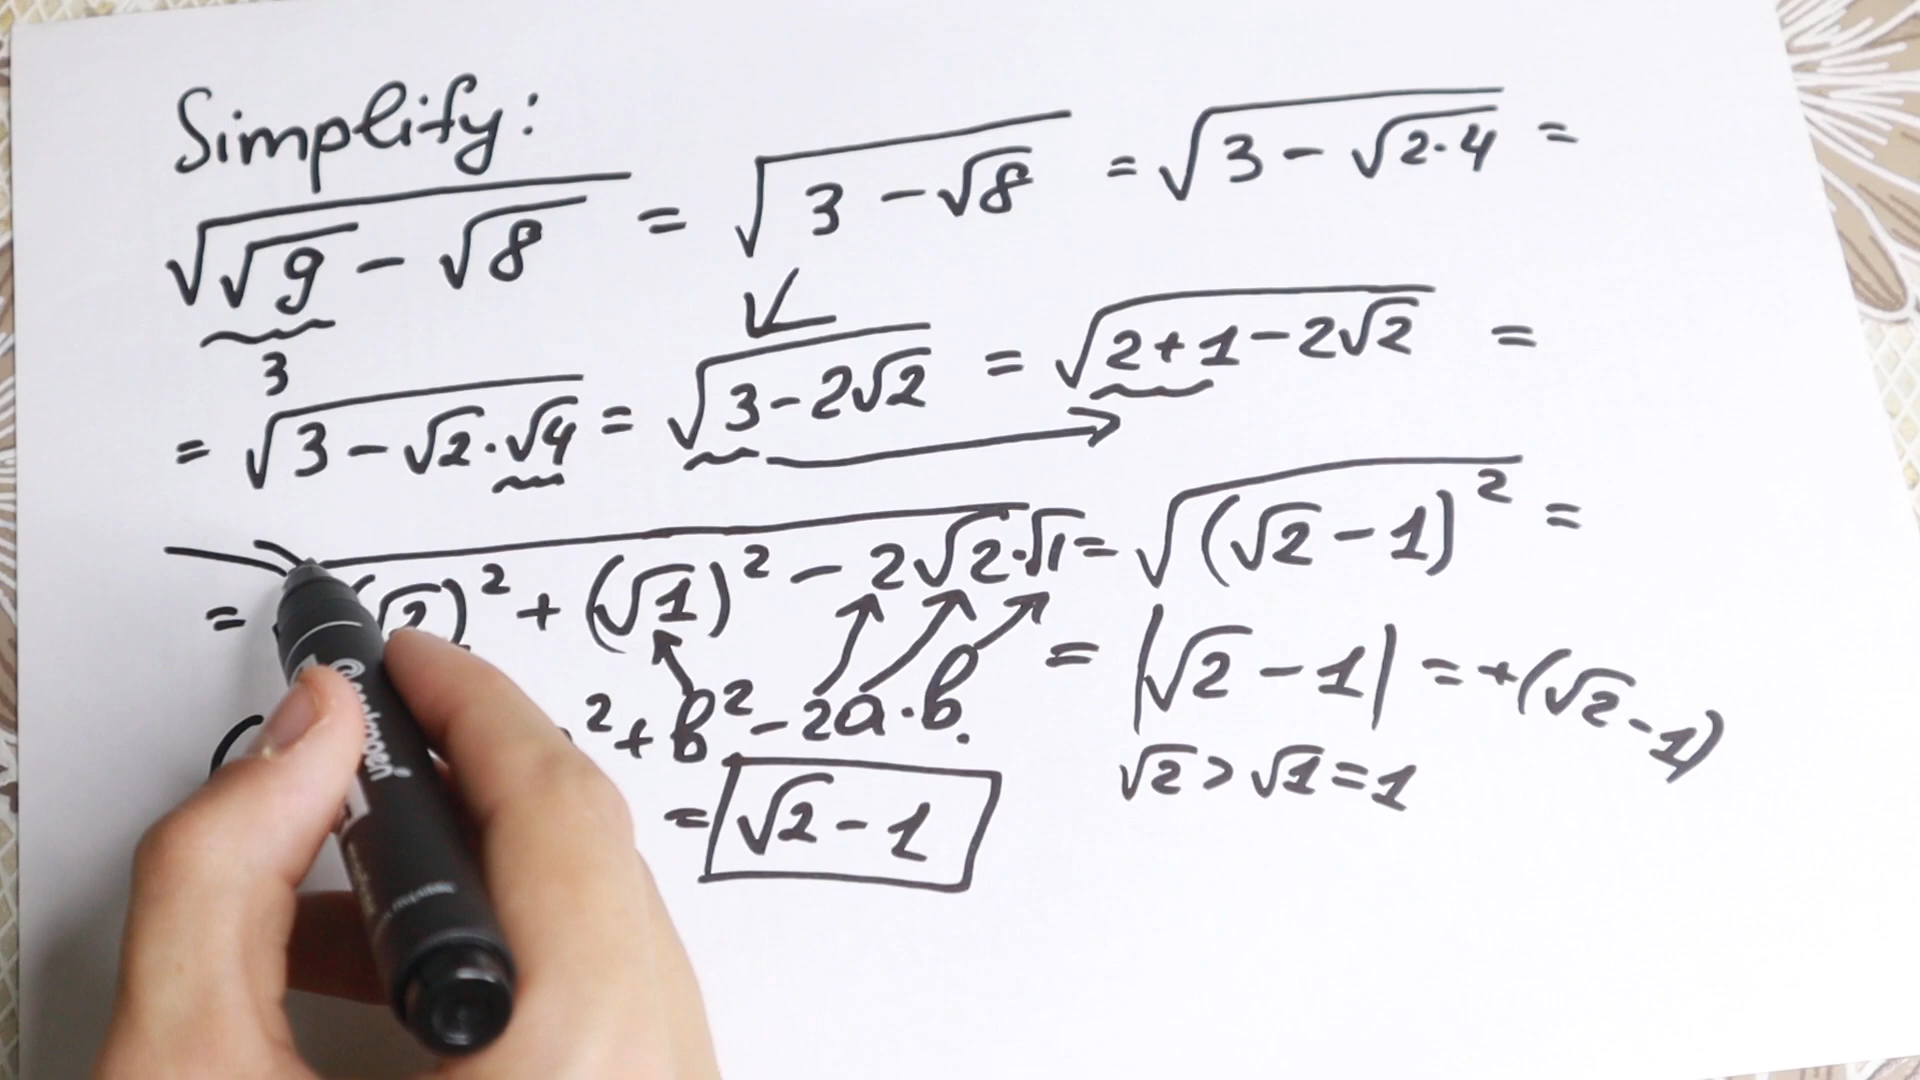 Simplify:
√(√9 - √8) = √(3 - √8) = √(3 - √(2·4)) =
3
= √(3 - √2·√4) = √(3 - 2√2) = √(2+1-2√2) =
= (√2)² + (√1)² - 2√2·√1 = √((√2-1)²) =
² + b² - 2a·b.
= |√2-1| = +(√2-1)
√2 > √1 = 1
= √2-1